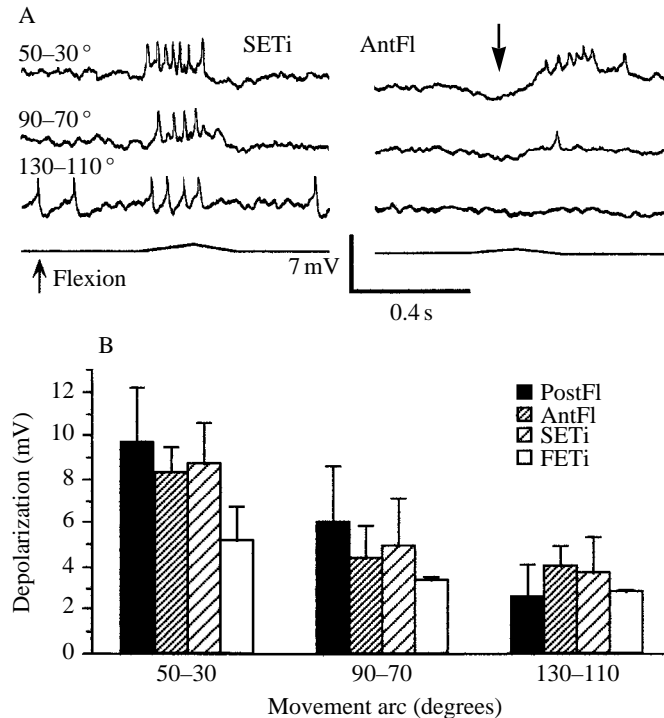 A
SETi
AntFl
50–30°
90–70°
130–110°
Flexion
7 mV
0.4 s
B
Depolarization (mV)
12
10
8
6
4
2
0
PostFl
AntFl
SETi
FETi
50–30
90–70
130–110
Movement arc (degrees)